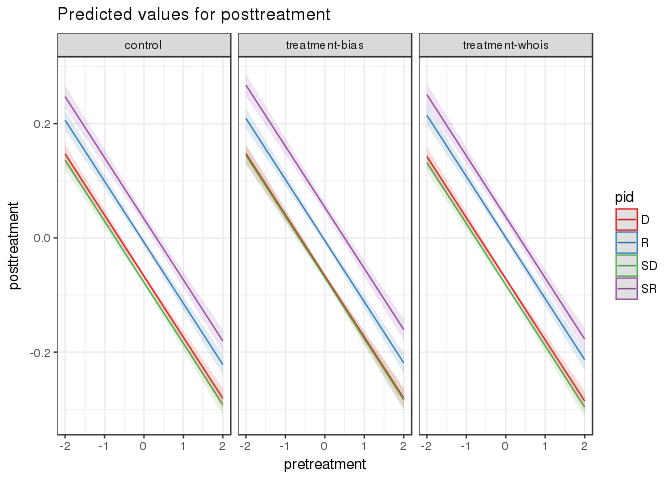 Predicted values for posttreatment
control treatment-bias treatment-whois
0.2
0.0
-0.2
posttreatment
-2 -1 0 1 2 -2 -1 0 1 2 -2 -1 0 1 2
pretreatment
pid
D
R
SD
SR